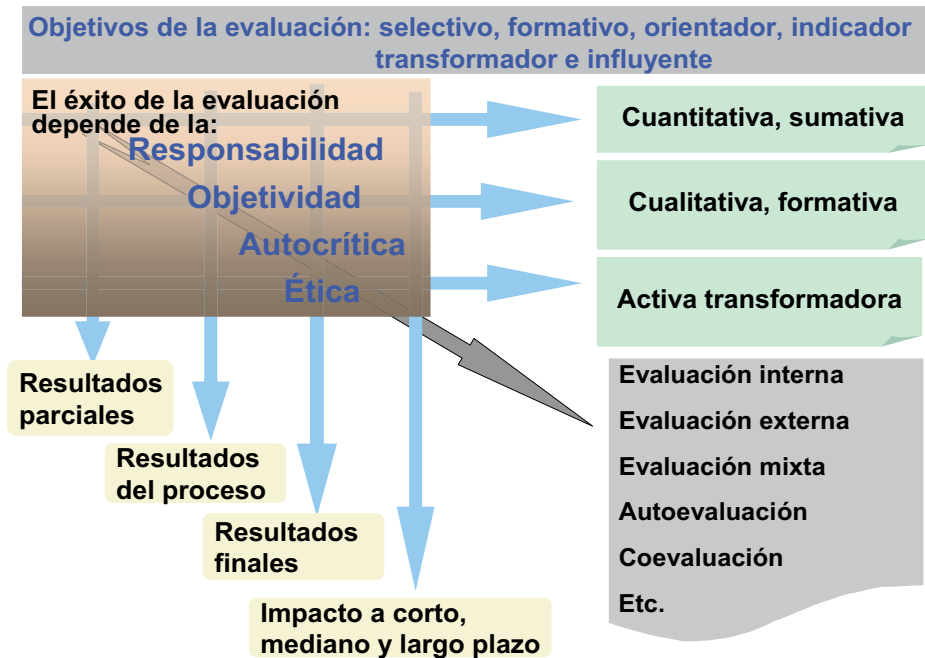 Objetivos de la evaluación: selectivo, formativo, orientador, indicador
transformador e influyente
El éxito de la evaluación
depende de la:
Responsabilidad
Objetividad
Autocrítica
Ética
Cuantitativa, sumativa
Cualitativa, formativa
Activa transformadora
Resultados
parciales
Resultados
del proceso
Resultados
finales
Impacto a corto,
mediano y largo plazo
Evaluación interna
Evaluación externa
Evaluación mixta
Autoevaluación
Coevaluación
Etc.